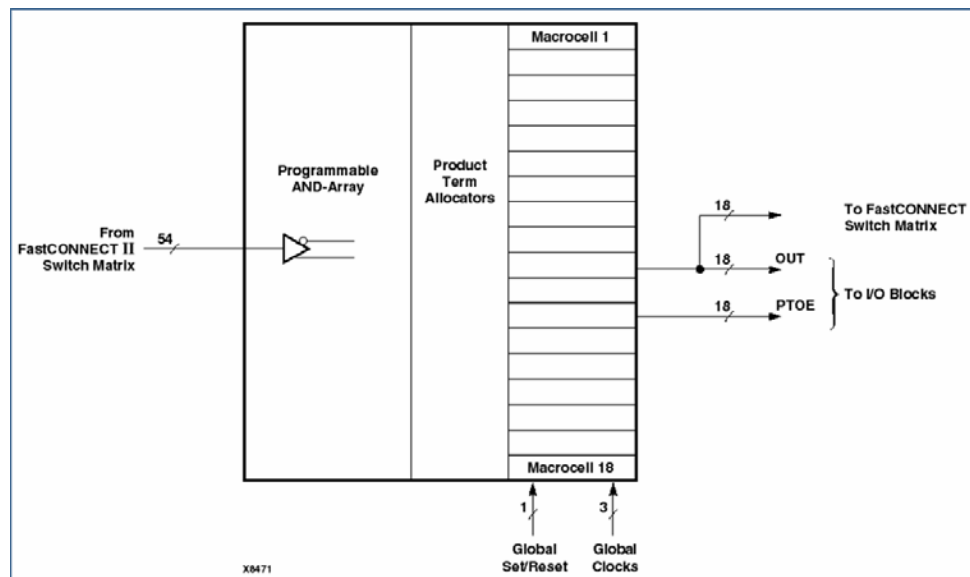 Macrocell 1
Programmable
AND-Array
Product
Term
Allocators
From
FastCONNECT II
Switch Matrix
54
18
To FastCONNECT
Switch Matrix
18
OUT
To I/O Blocks
18
PTOE
Macrocell 18
1
3
Global
Set/Reset
Global
Clocks
X8471